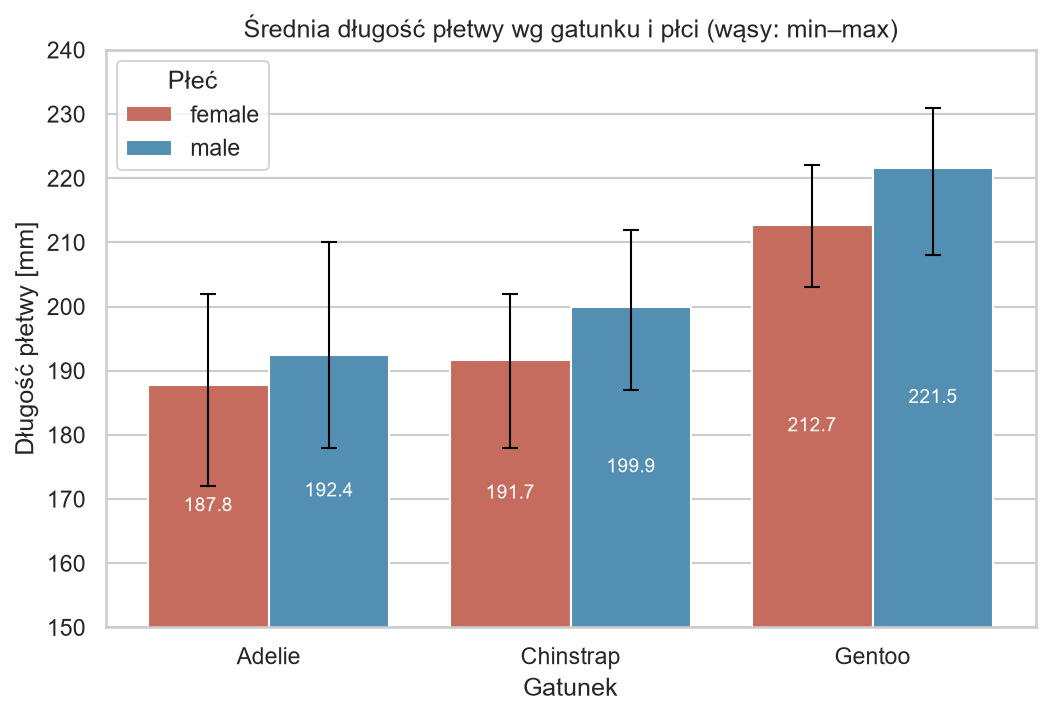 Średnia długość płetwy wg gatunku i płci (wąsy: min–max)
Płeć
female
male
Długość płetwy [mm]
240
230
220
210
200
190
180
170
160
150
187.8
192.4
191.7
199.9
212.7
221.5
Adelie
Chinstrap
Gentoo
Gatunek